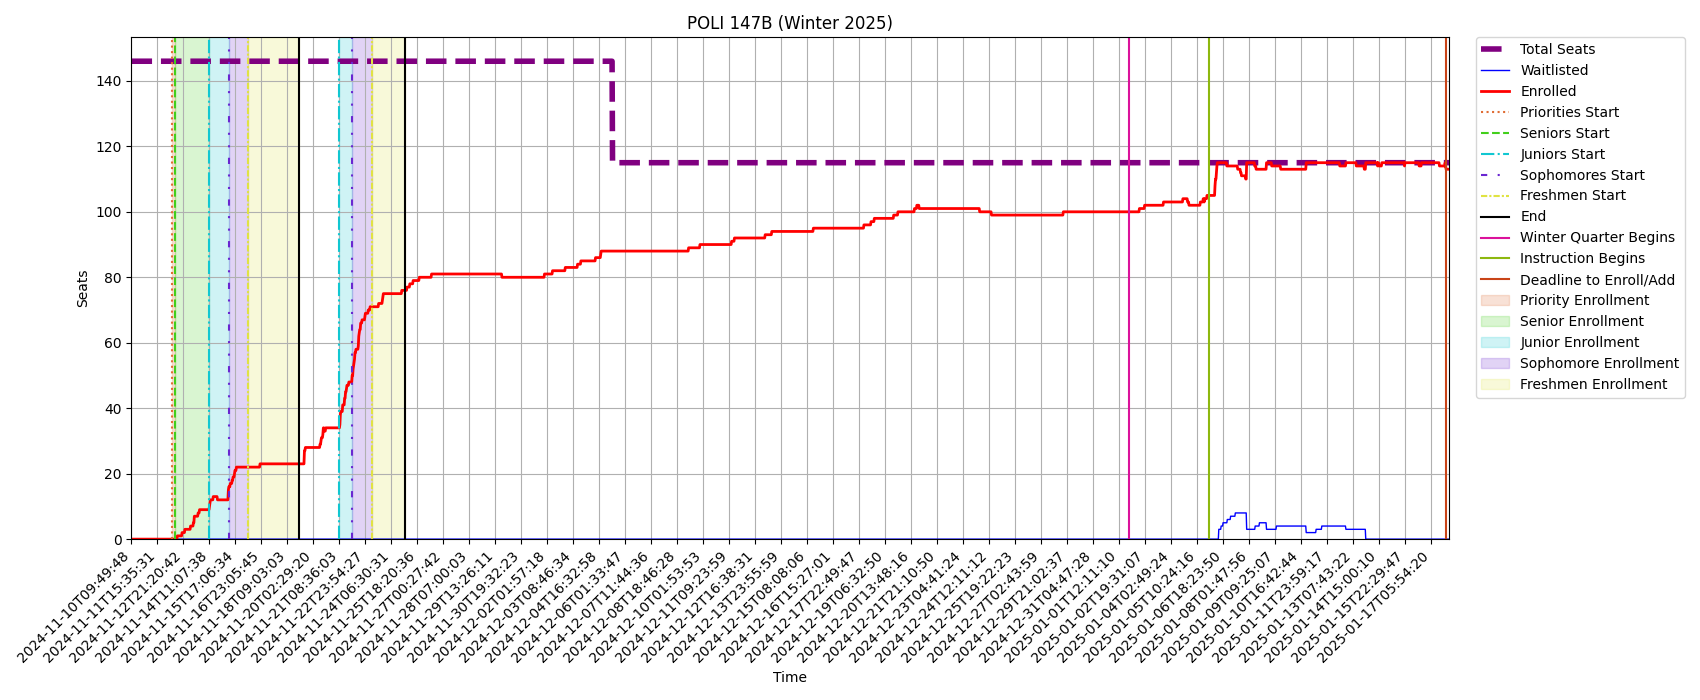 POLI 147B (Winter 2025)
Seats
140
120
100
80
60
40
20
0
2024-11-10T09:49:48
2024-11-11T15:35:31
2024-11-12T21:20:42
2024-11-14T11:07:38
2024-11-15T17:06:34
2024-11-16T23:05:45
2024-11-18T09:03:03
2024-11-20T02:29:20
2024-11-21T08:36:03
2024-11-22T23:54:27
2024-11-24T06:30:31
2024-11-25T18:20:36
2024-11-27T00:27:42
2024-11-28T07:00:03
2024-11-29T13:26:11
2024-11-30T19:32:23
2024-12-02T01:57:18
2024-12-03T08:46:34
2024-12-04T16:32:58
2024-12-06T01:33:47
2024-12-07T11:44:36
2024-12-08T18:46:28
2024-12-10T01:53:53
2024-12-11T09:23:59
2024-12-12T16:38:31
2024-12-13T23:55:59
2024-12-15T08:08:06
2024-12-16T15:27:01
2024-12-17T22:49:47
2024-12-19T06:32:50
2024-12-20T13:48:16
2024-12-21T21:10:50
2024-12-23T04:41:24
2024-12-24T12:11:12
2024-12-25T19:22:23
2024-12-27T02:43:59
2024-12-29T21:02:37
2024-12-31T04:47:28
2025-01-01T12:11:10
2025-01-02T19:31:07
2025-01-04T02:49:24
2025-01-05T10:24:16
2025-01-06T18:23:50
2025-01-08T01:47:56
2025-01-09T09:25:07
2025-01-10T16:42:44
2025-01-11T23:59:17
2025-01-13T07:43:22
2025-01-14T15:00:10
2025-01-15T22:29:47
2025-01-17T05:54:20
Time
Total Seats
Waitlisted
Enrolled
Priorities Start
Seniors Start
Juniors Start
Sophomores Start
Freshmen Start
End
Winter Quarter Begins
Instruction Begins
Deadline to Enroll/Add
Priority Enrollment
Senior Enrollment
Junior Enrollment
Sophomore Enrollment
Freshmen Enrollment